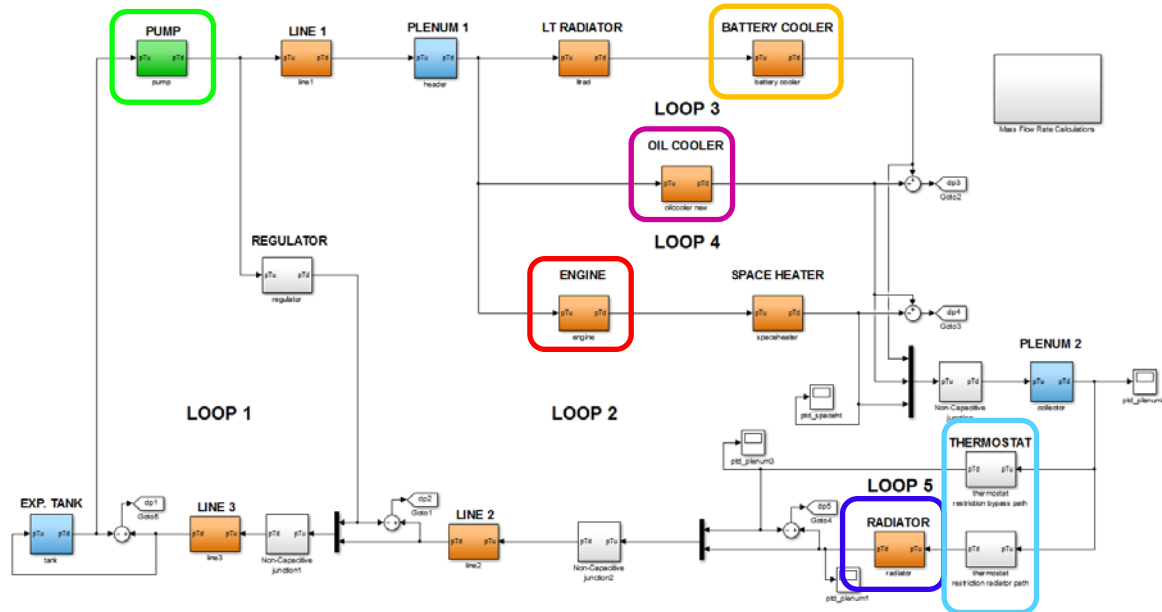 PUMP
pTu pTd
pump
LINE 1
pTu pTd
line1
PLENUM 1
pTu pTd
header
LT RADIATOR
pTu pTd
ltrad
BATTERY COOLER
pTu pTd
battery cooler
Mass Flow Rate Calculations
LOOP 3
OIL COOLER
pTu pTd
oilcooler new
dp3
Goto2
LOOP 4
REGULATOR
pTu pTd
regulator
ENGINE
pTu pTd
engine
SPACE HEATER
pTu pTd
spaceheater
dp4
Goto3
PLENUM 2
pTu pTd
Non-Capacitive
junction
pTu pTd
collector
ptd_plenum
ptd_spaceht
LOOP 1
LOOP 2
ptd_plenum3
THERMOSTAT
pTd pTu
thermostat
restriction bypass path
LOOP 5
EXP. TANK
pTu pTd
tank
dp1
Goto5
LINE 3
pTd pTu
line3
pTd pTu
Non-Capacitive
junction1
dp2
Goto1
LINE 2
pTd pTu
line2
pTd pTu
Non-Capacitive
junction2
dp5
Goto4
RADIATOR
pTd pTu
radiator
pTd pTu
thermostat
restriction radiator path
ptd_plenum1